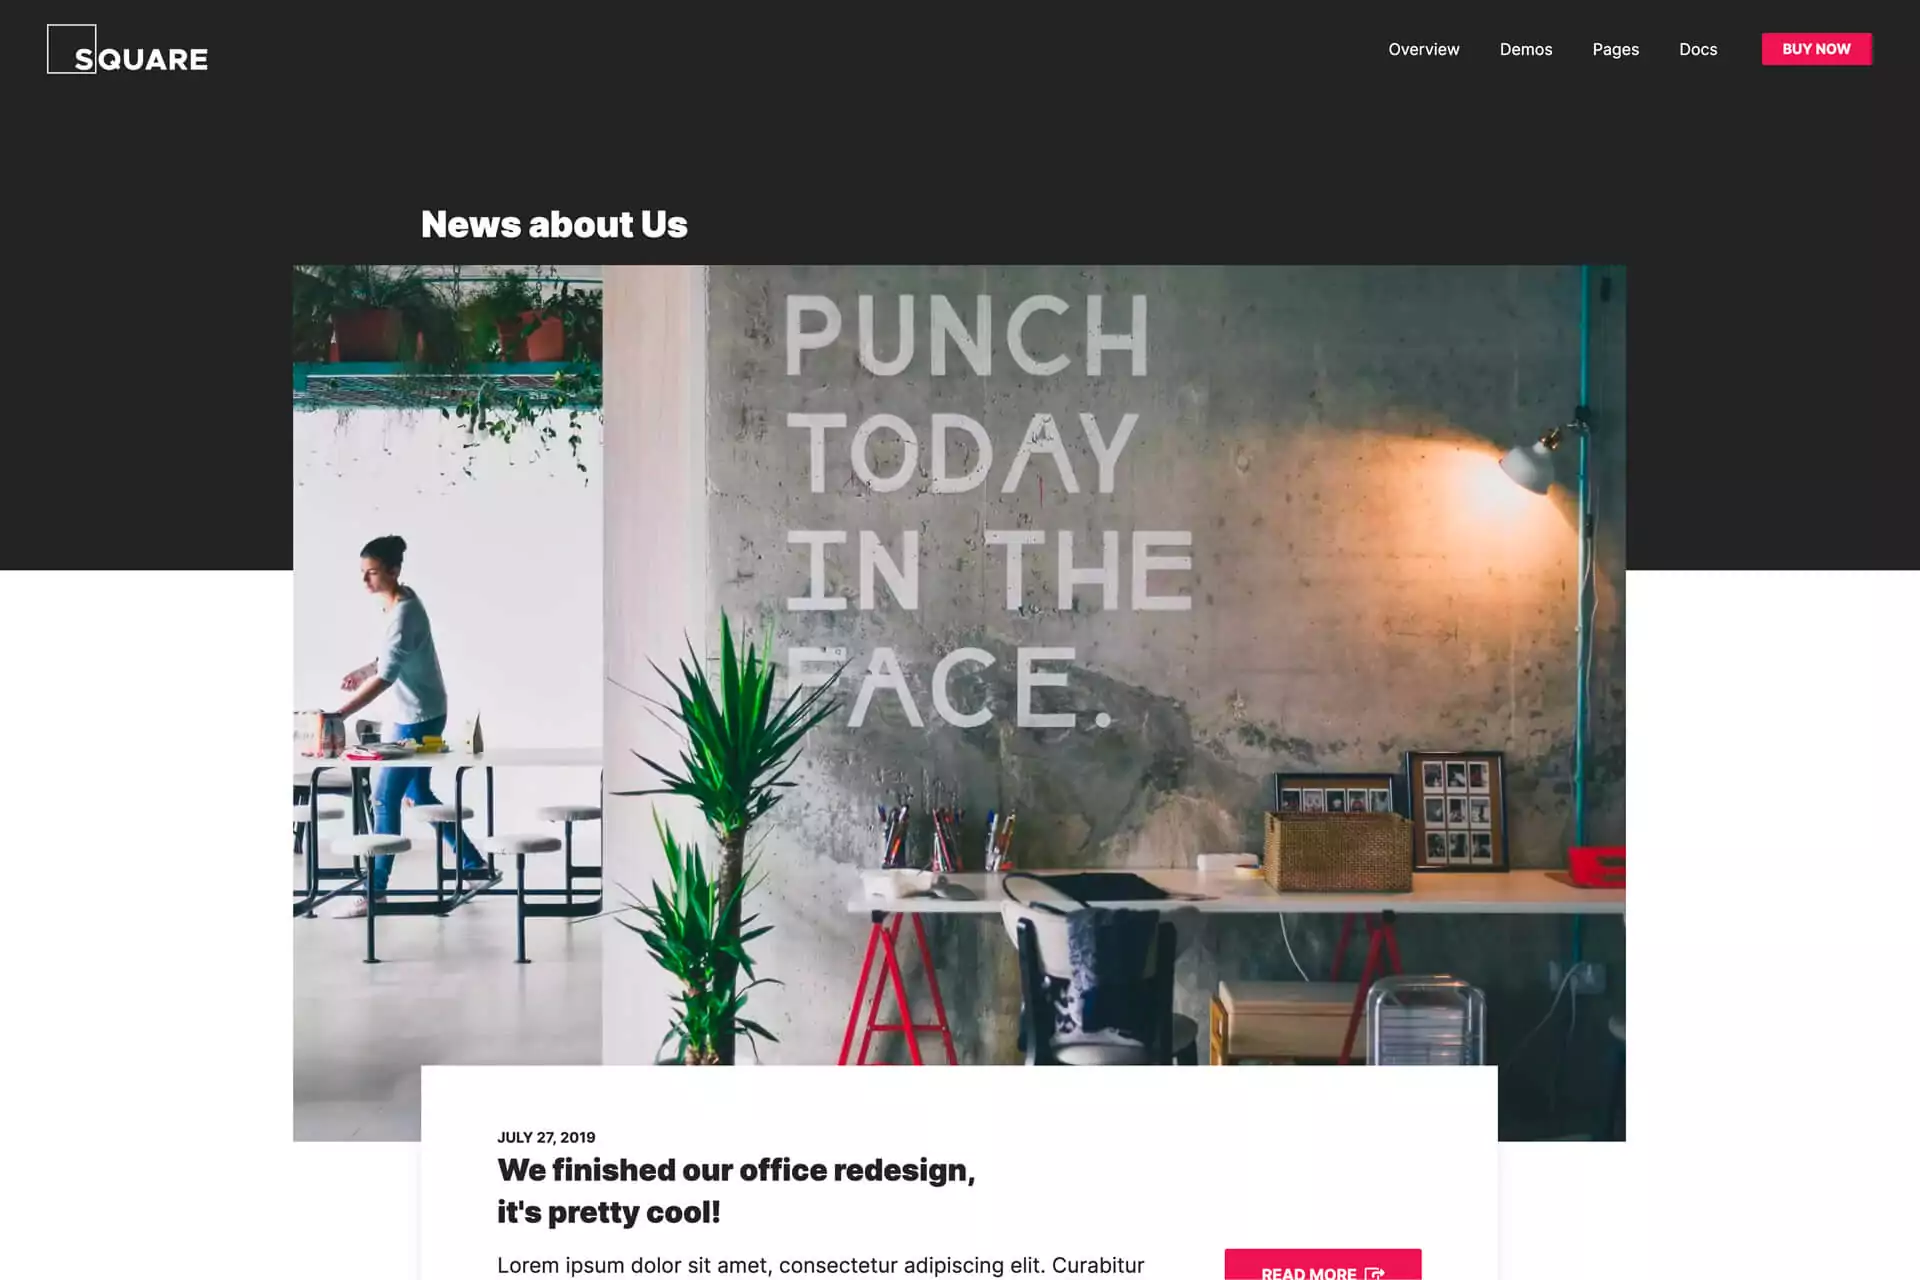 SQUARE
Overview
Demos
Pages
Docs
BUY NOW
News about Us
PUNCH
TODAY
IN THE
FACE.
JULY 27, 2019
We finished our office redesign,
it's pretty cool!
Lorem ipsum dolor sit amet, consectetur adipiscing elit. Curabitur
READ MORE